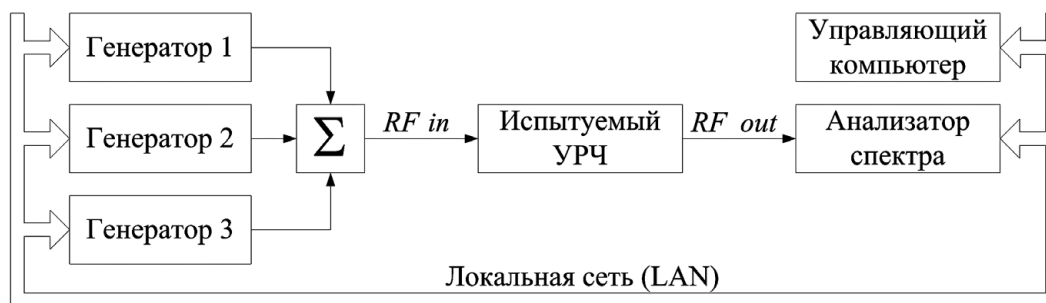 Генератор 1
Управляющий
компьютер
Генератор 2
Σ
RF in
Испытуемый
УРЧ
RF out
Анализатор
спектра
Генератор 3
Локальная сеть (LAN)